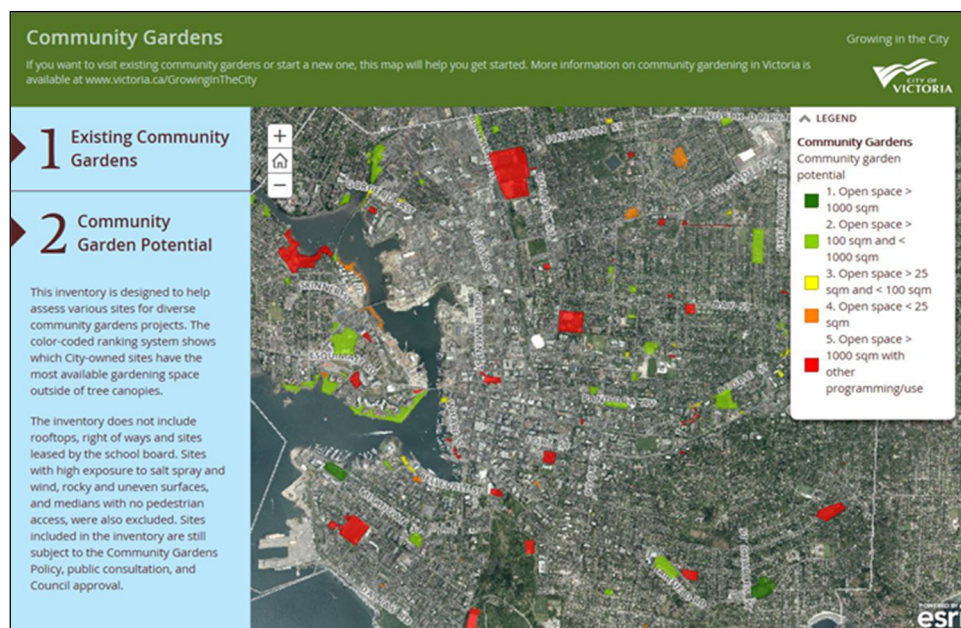 Community Gardens
Growing in the City
If you want to visit existing community gardens or start a new one, this map will help you get started. More information on community gardening in Victoria is
available at www.victoria.ca/GrowingInTheCity
CITY OF
VICTORIA
1 Existing Community
Gardens
2 Community
Garden Potential
This inventory is designed to help
assess various sites for diverse
community gardens projects. The
color-coded ranking system shows
which City-owned sites have the
most available gardening space
outside of tree canopies.
The inventory does not include
rooftops, right of ways and sites
leased by the school board. Sites
with high exposure to salt spray and
wind, rocky and uneven surfaces,
and medians with no pedestrian
access, were also excluded. Sites
included in the inventory are still
subject to the Community Gardens
Policy, public consultation, and
Council approval.
+
−
LEGEND
Community Gardens
Community garden
potential
1. Open space >
1000 sqm
2. Open space >
100 sqm and <
1000 sqm
3. Open space > 25
sqm and < 100 sqm
4. Open space < 25
sqm
5. Open space >
1000 sqm with
other
programming/use
FINLAYSON ST
GORGE RD EAST
BAY ST
POWERED BY
esri